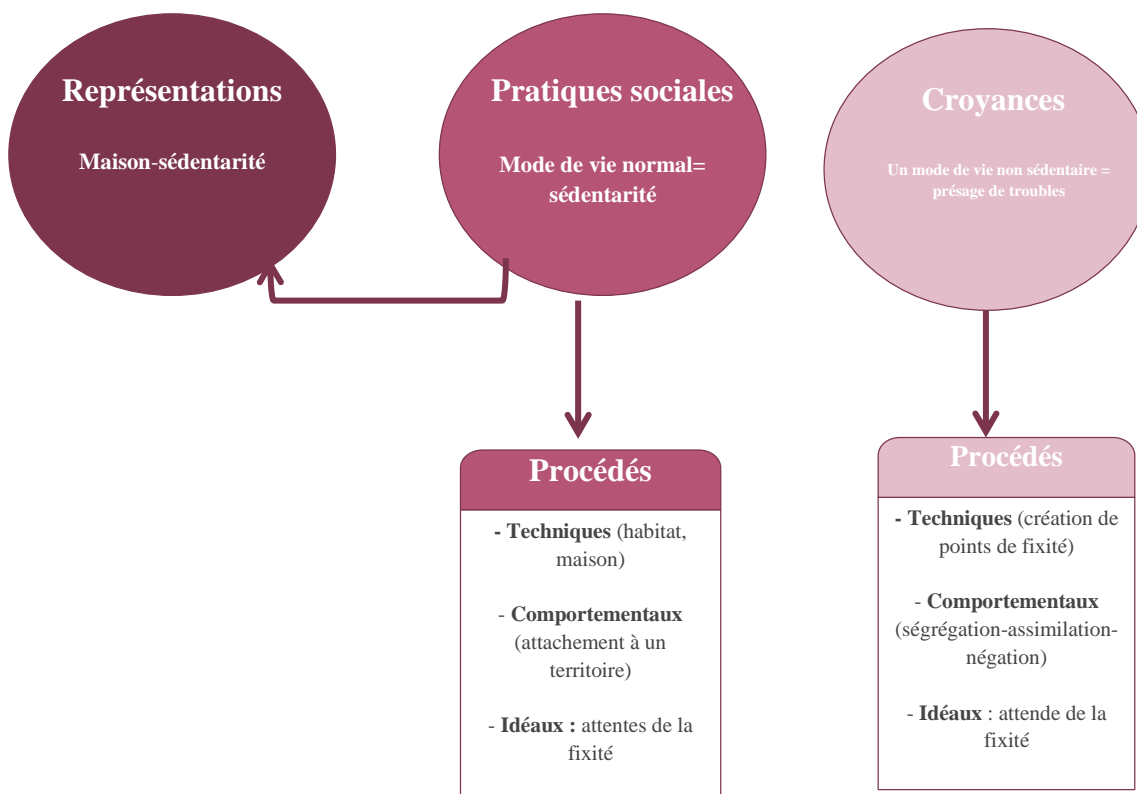 Représentations
Maison-sédentarité
Pratiques sociales
Mode de vie normal=
sédentarité
Croyances
Un mode de vie non sédentaire =
présage de troubles
Procédés
- Techniques (habitat,
maison)
- Comportementaux
(attachement à un
territoire)
- Idéaux : attentes de la
fixité
Procédés
- Techniques (création de
points de fixité)
- Comportementaux
(ségrégation-assimilation-
négation)
- Idéaux : attende de la
fixité